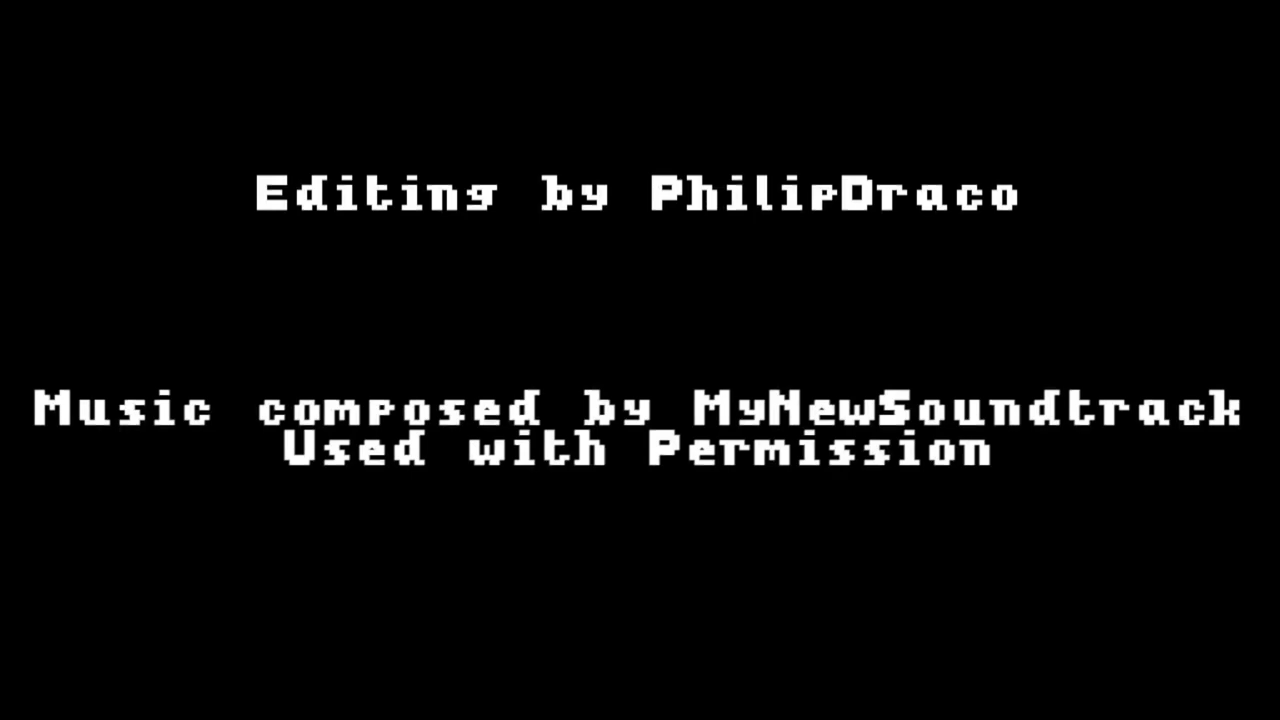 Editing by PhilipDraco
Music composed by MyNewSoundtrack
Used with Permission